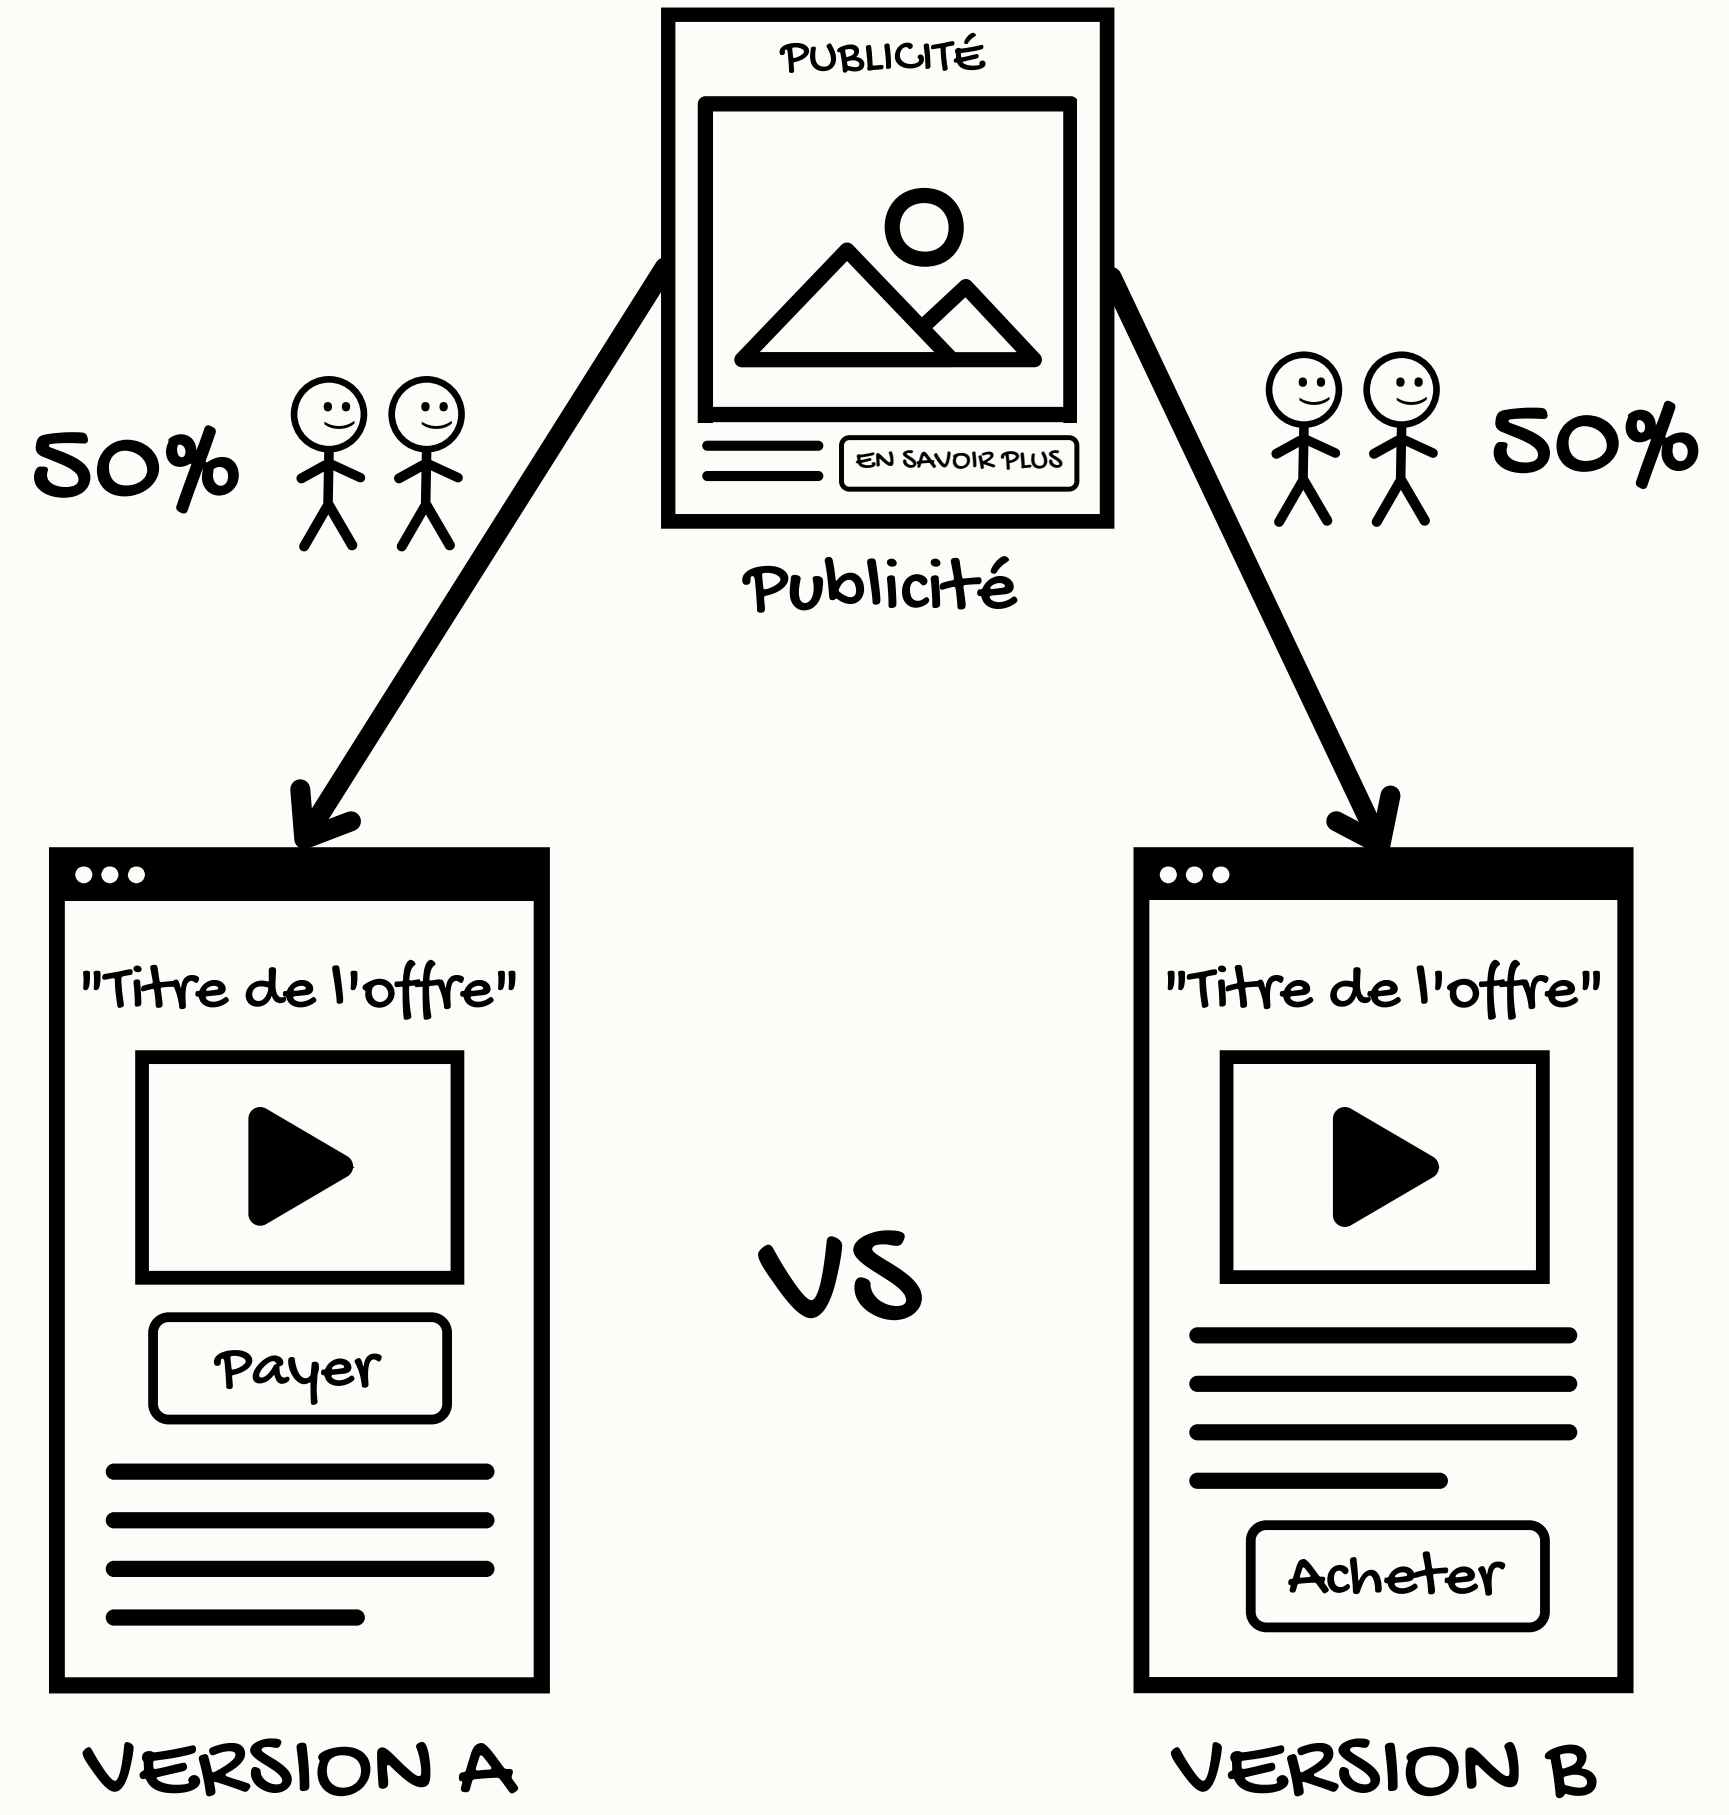 PUBLICITÉ
EN SAVOIR PLUS
Publicité
50%
50%
"Titre de l'offre"
Payer
VERSION A
VS
"Titre de l'offre"
Acheter
VERSION B